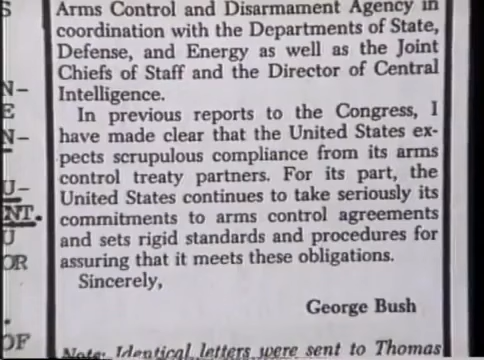 S
Arms Control and Disarmament Agency in
coordination with the Departments of State,
Defense, and Energy as well as the Joint
Chiefs of Staff and the Director of Central
Intelligence.
In previous reports to the Congress, I
have made clear that the United States ex-
pects scrupulous compliance from its arms
control treaty partners. For its part, the
United States continues to take seriously its
commitments to arms control agreements
and sets rigid standards and procedures for
assuring that it meets these obligations.
Sincerely,
George Bush
Note: Identical letters were sent to Thomas
N-
E
N-
U-
NT.
U
OR
.
OF